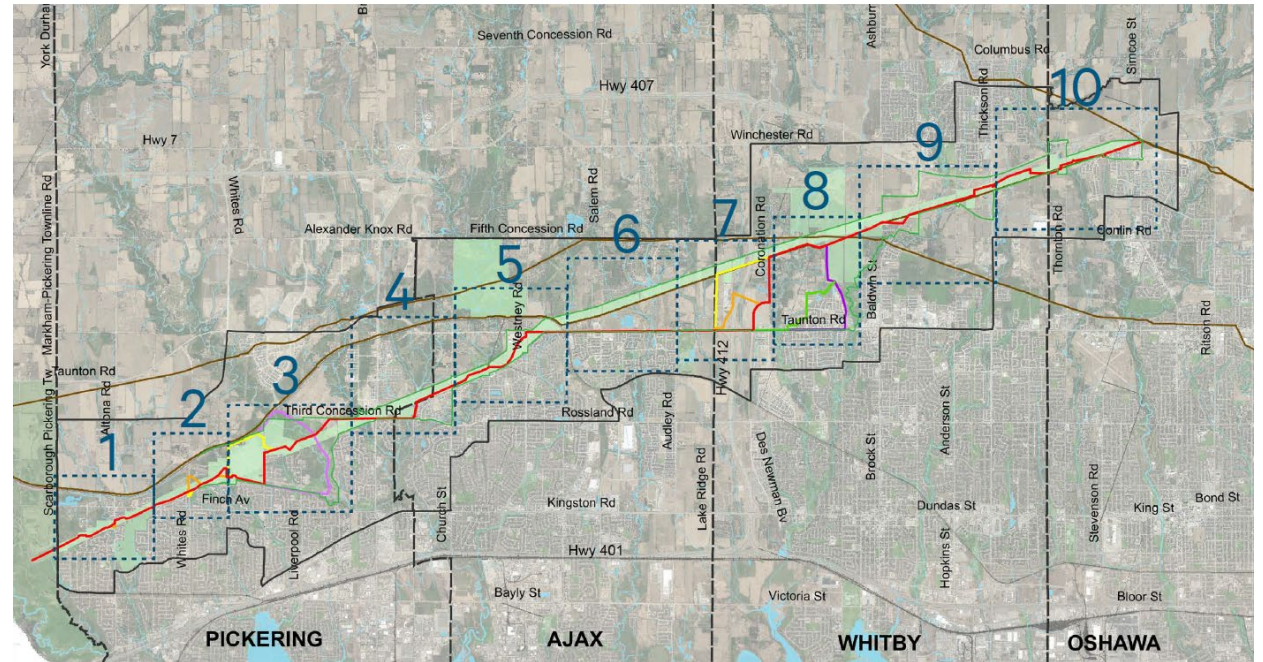 York Durha
Seventh Concession Rd
Ashburn
Columbus Rd
Simcoe St
Hwy 407
10
Thickson Rd
Hwy 7
Winchester Rd
9
Scarborough Pickering Tw
Markham-Pickering Townline Rd
Whites Rd
Salem Rd
8
7
Coronation Rd
Alexander Knox Rd
Fifth Concession Rd
6
Thornton Rd
Conlin Rd
5
4
Westney Rd
Baldwin St
Taunton Rd
Ritson Rd
Hwy 412
Taunton Rd
3
Altona Rd
2
Third Concession Rd
Rossland Rd
Audley Rd
Anderson St
1
Des Newman Bv
Brock St
Lake Ridge Rd
Stevenson Rd
Finch Av
Whites Rd
Liverpool Rd
Church St
Kingston Rd
Dundas St
King St
Bond St
Hwy 401
Hopkins St
Bayly St
Victoria St
Bloor St
PICKERING
AJAX
WHITBY
OSHAWA